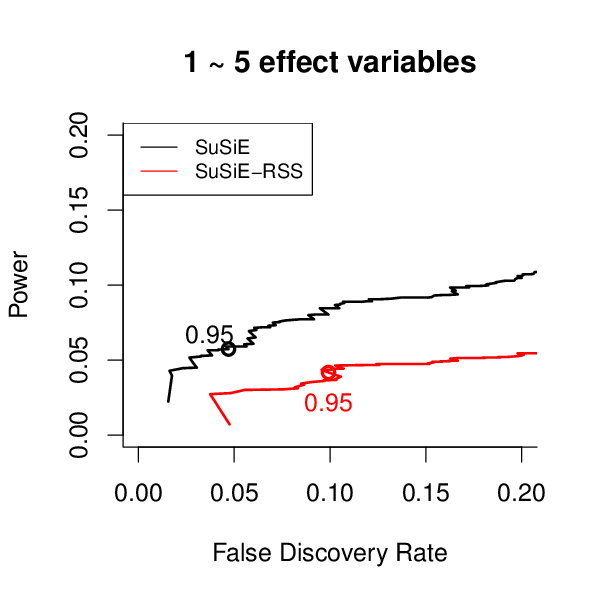 1 ~ 5 effect variables
SuSiE
SuSiE−RSS
Power
0.20
0.15
0.10
0.05
0.00
0.95
0.95
0.00 0.05 0.10 0.15 0.20
False Discovery Rate